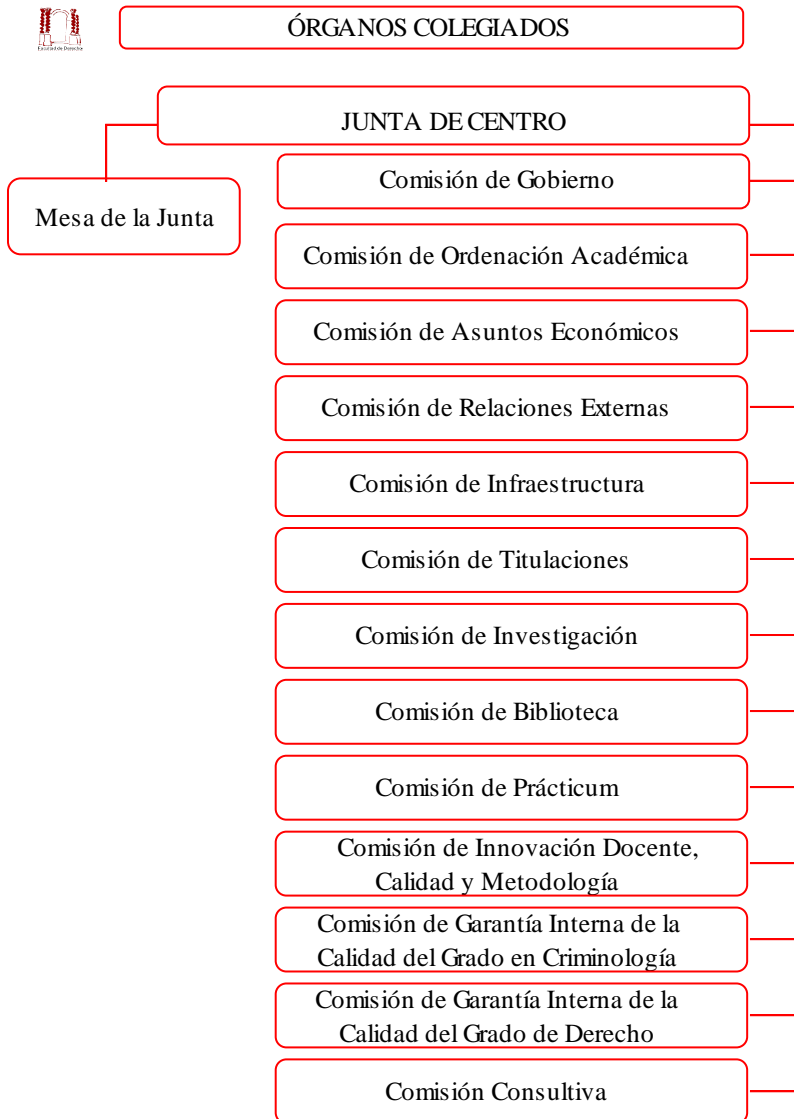 Facultad de Derecho
ÓRGANOS COLEGIADOS
JUNTA DE CENTRO
Mesa de la Junta
Comisión de Gobierno
Comisión de Ordenación Académica
Comisión de Asuntos Económicos
Comisión de Relaciones Externas
Comisión de Infraestructura
Comisión de Titulaciones
Comisión de Investigación
Comisión de Biblioteca
Comisión de Prácticum
Comisión de Innovación Docente,
Calidad y Metodología
Comisión de Garantía Interna de la
Calidad del Grado en Criminología
Comisión de Garantía Interna de la
Calidad del Grado de Derecho
Comisión Consultiva